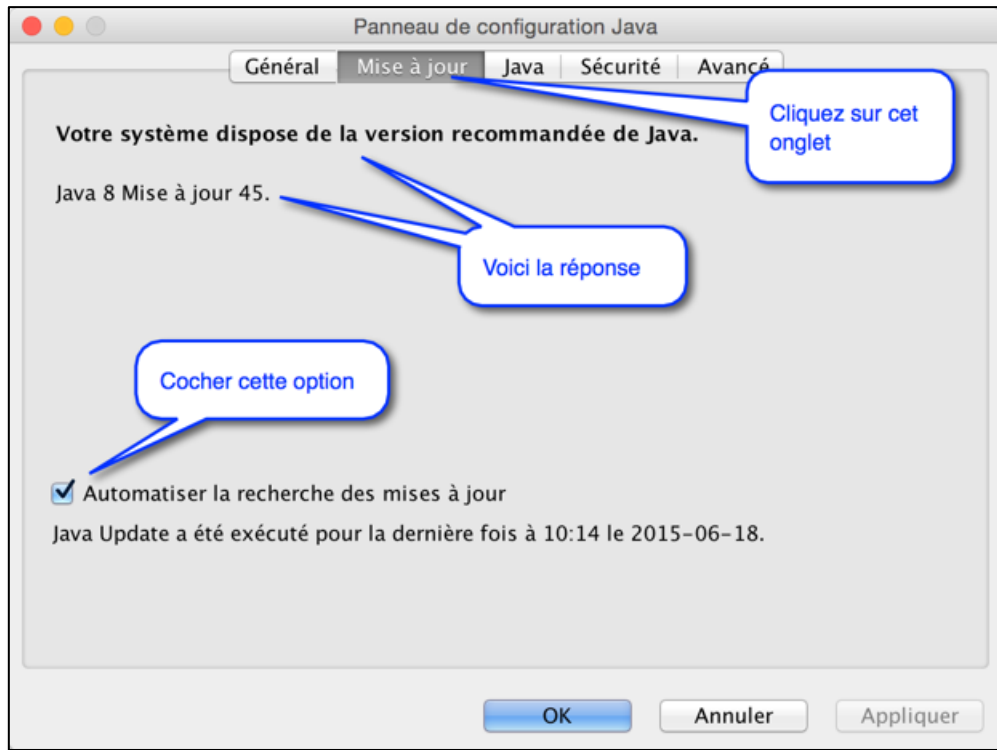 Panneau de configuration Java
Général
Mise à jour
Java
Sécurité
Avancé
Cliquez sur cet
onglet
Votre système dispose de la version recommandée de Java.
Java 8 Mise à jour 45.
Voici la réponse
Cocher cette option
Automatiser la recherche des mises à jour
Java Update a été exécuté pour la dernière fois à 10:14 le 2015-06-18.
OK
Annuler
Appliquer